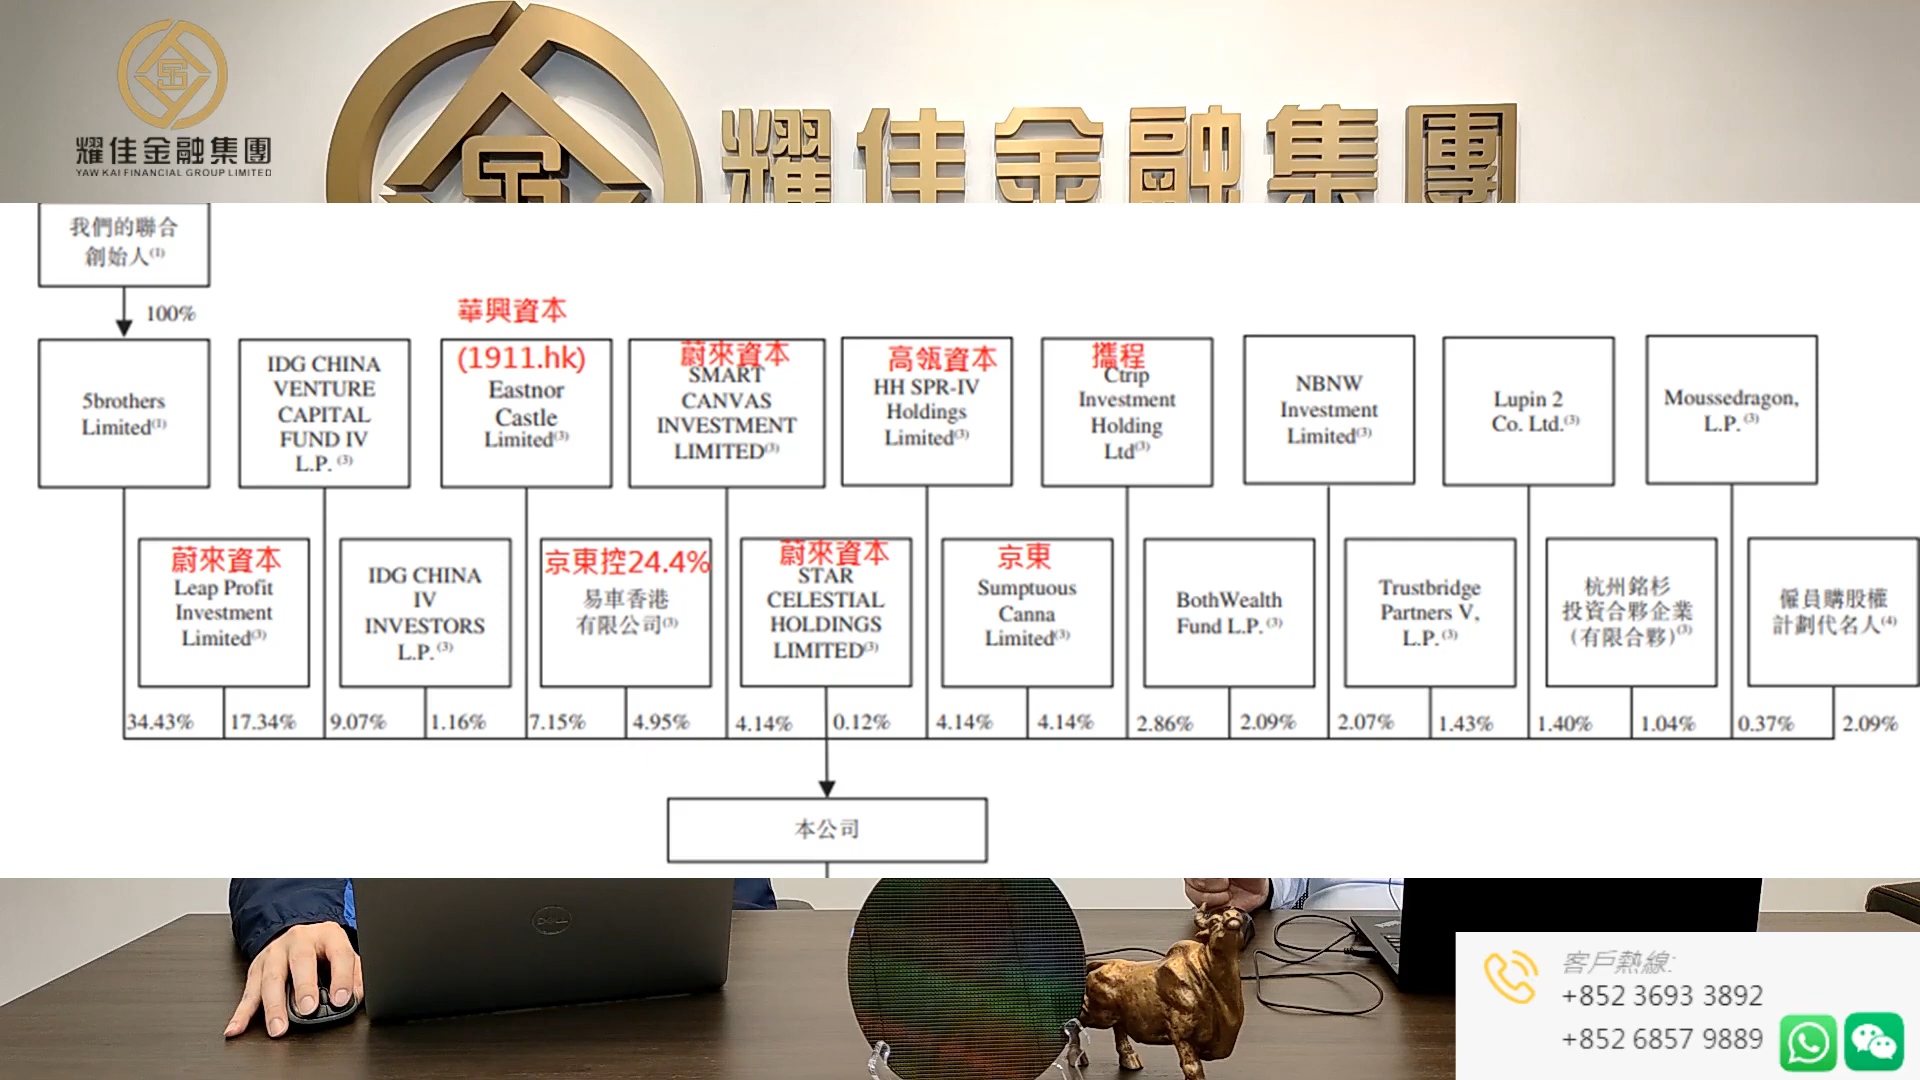 耀佳金融集團
YAW KAI FINANCIAL GROUP LIMITED
耀佳金融集團
我們的聯合
創始人(1)
100%
5brothers
Limited(1)
IDG CHINA
VENTURE
CAPITAL
FUND IV
L.P. (3)
華興資本
(1911.hk)
Eastnor
Castle
Limited(3)
蔚來資本
SMART
CANVAS
INVESTMENT
LIMITED(3)
高瓴資本
HH SPR-IV
Holdings
Limited(3)
攜程
Ctrip
Investment
Holding
Ltd(3)
NBNW
Investment
Limited(3)
Lupin 2
Co. Ltd.(3)
Moussedragon,
L.P. (3)
蔚來資本
Leap Profit
Investment
Limited(3)
IDG CHINA
IV
INVESTORS
L.P. (3)
京東控24.4%
易車香港
有限公司(3)
蔚來資本
STAR
CELESTIAL
HOLDINGS
LIMITED(3)
京東
Sumptuous
Canna
Limited(3)
BothWealth
Fund L.P. (3)
Trustbridge
Partners V,
L.P. (3)
杭州銘杉
投資合夥企業
(有限合夥)(3)
僱員購股權
計劃代名人(4)
34.43% 17.34% 9.07% 1.16% 7.15% 4.95% 4.14% 0.12% 4.14% 4.14% 2.86% 2.09% 2.07% 1.43% 1.40% 1.04% 0.37% 2.09%
本公司
DELL
客戶熱線:
+852 3693 3892
+852 6857 9889